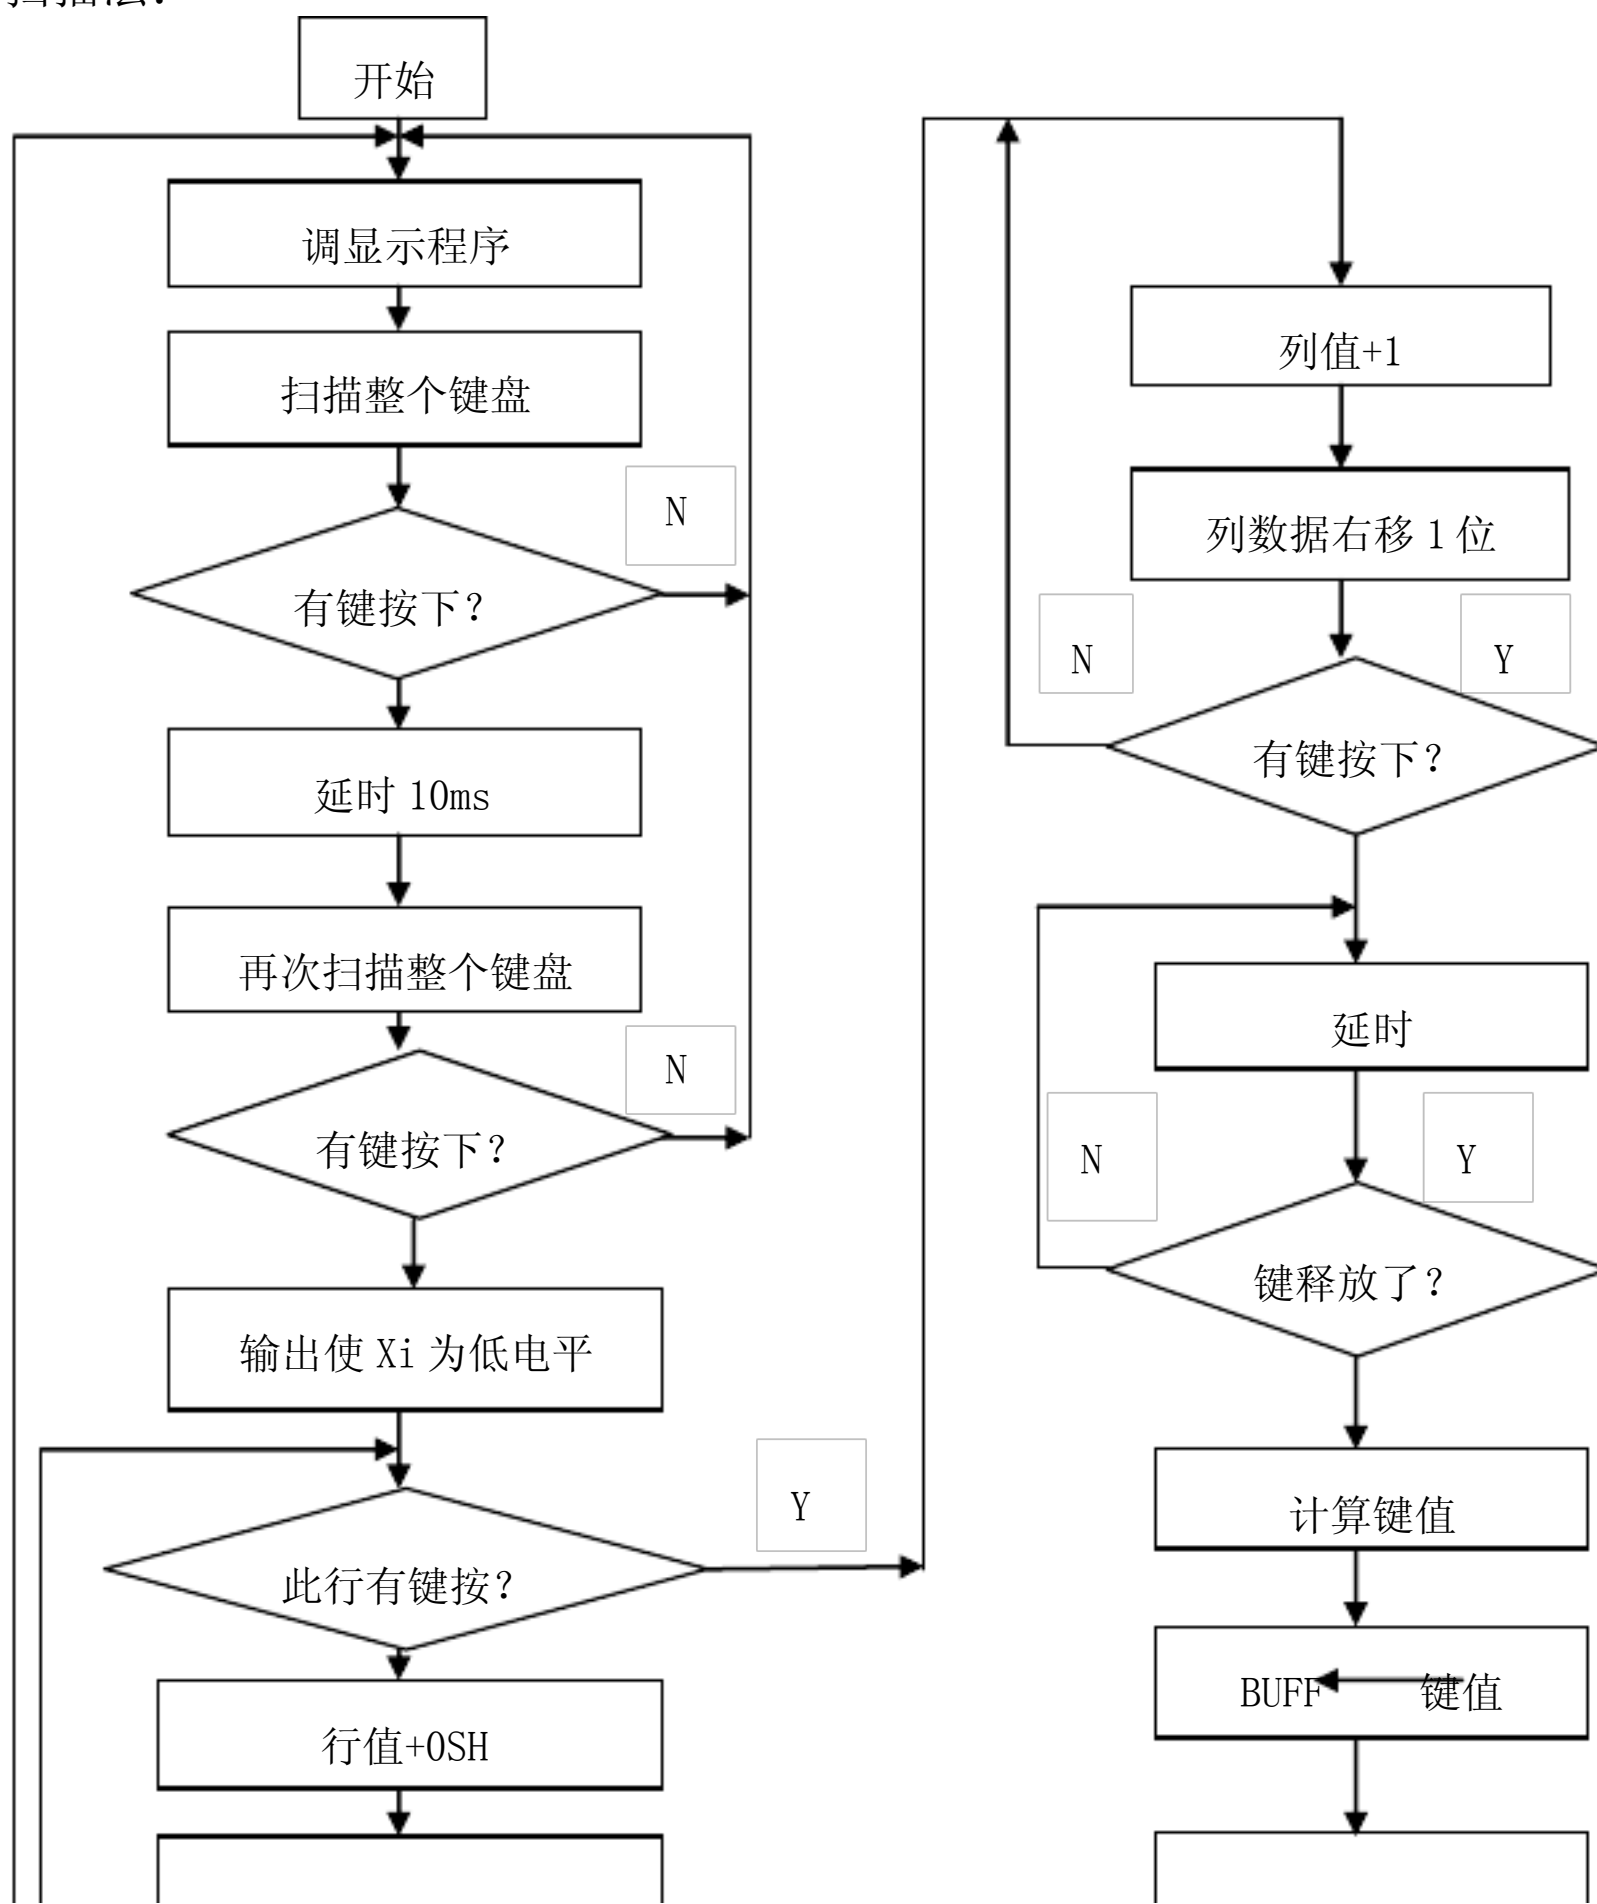 开始
调显示程序
扫描整个键盘
N
有键按下?
延时 10ms
再次扫描整个键盘
N
有键按下?
输出使 Xi 为低电平
Y
此行有键按?
行值+0SH
列值+1
列数据右移 1 位
N
Y
有键按下?
延时
N
Y
键释放了?
计算键值
BUFF 键值